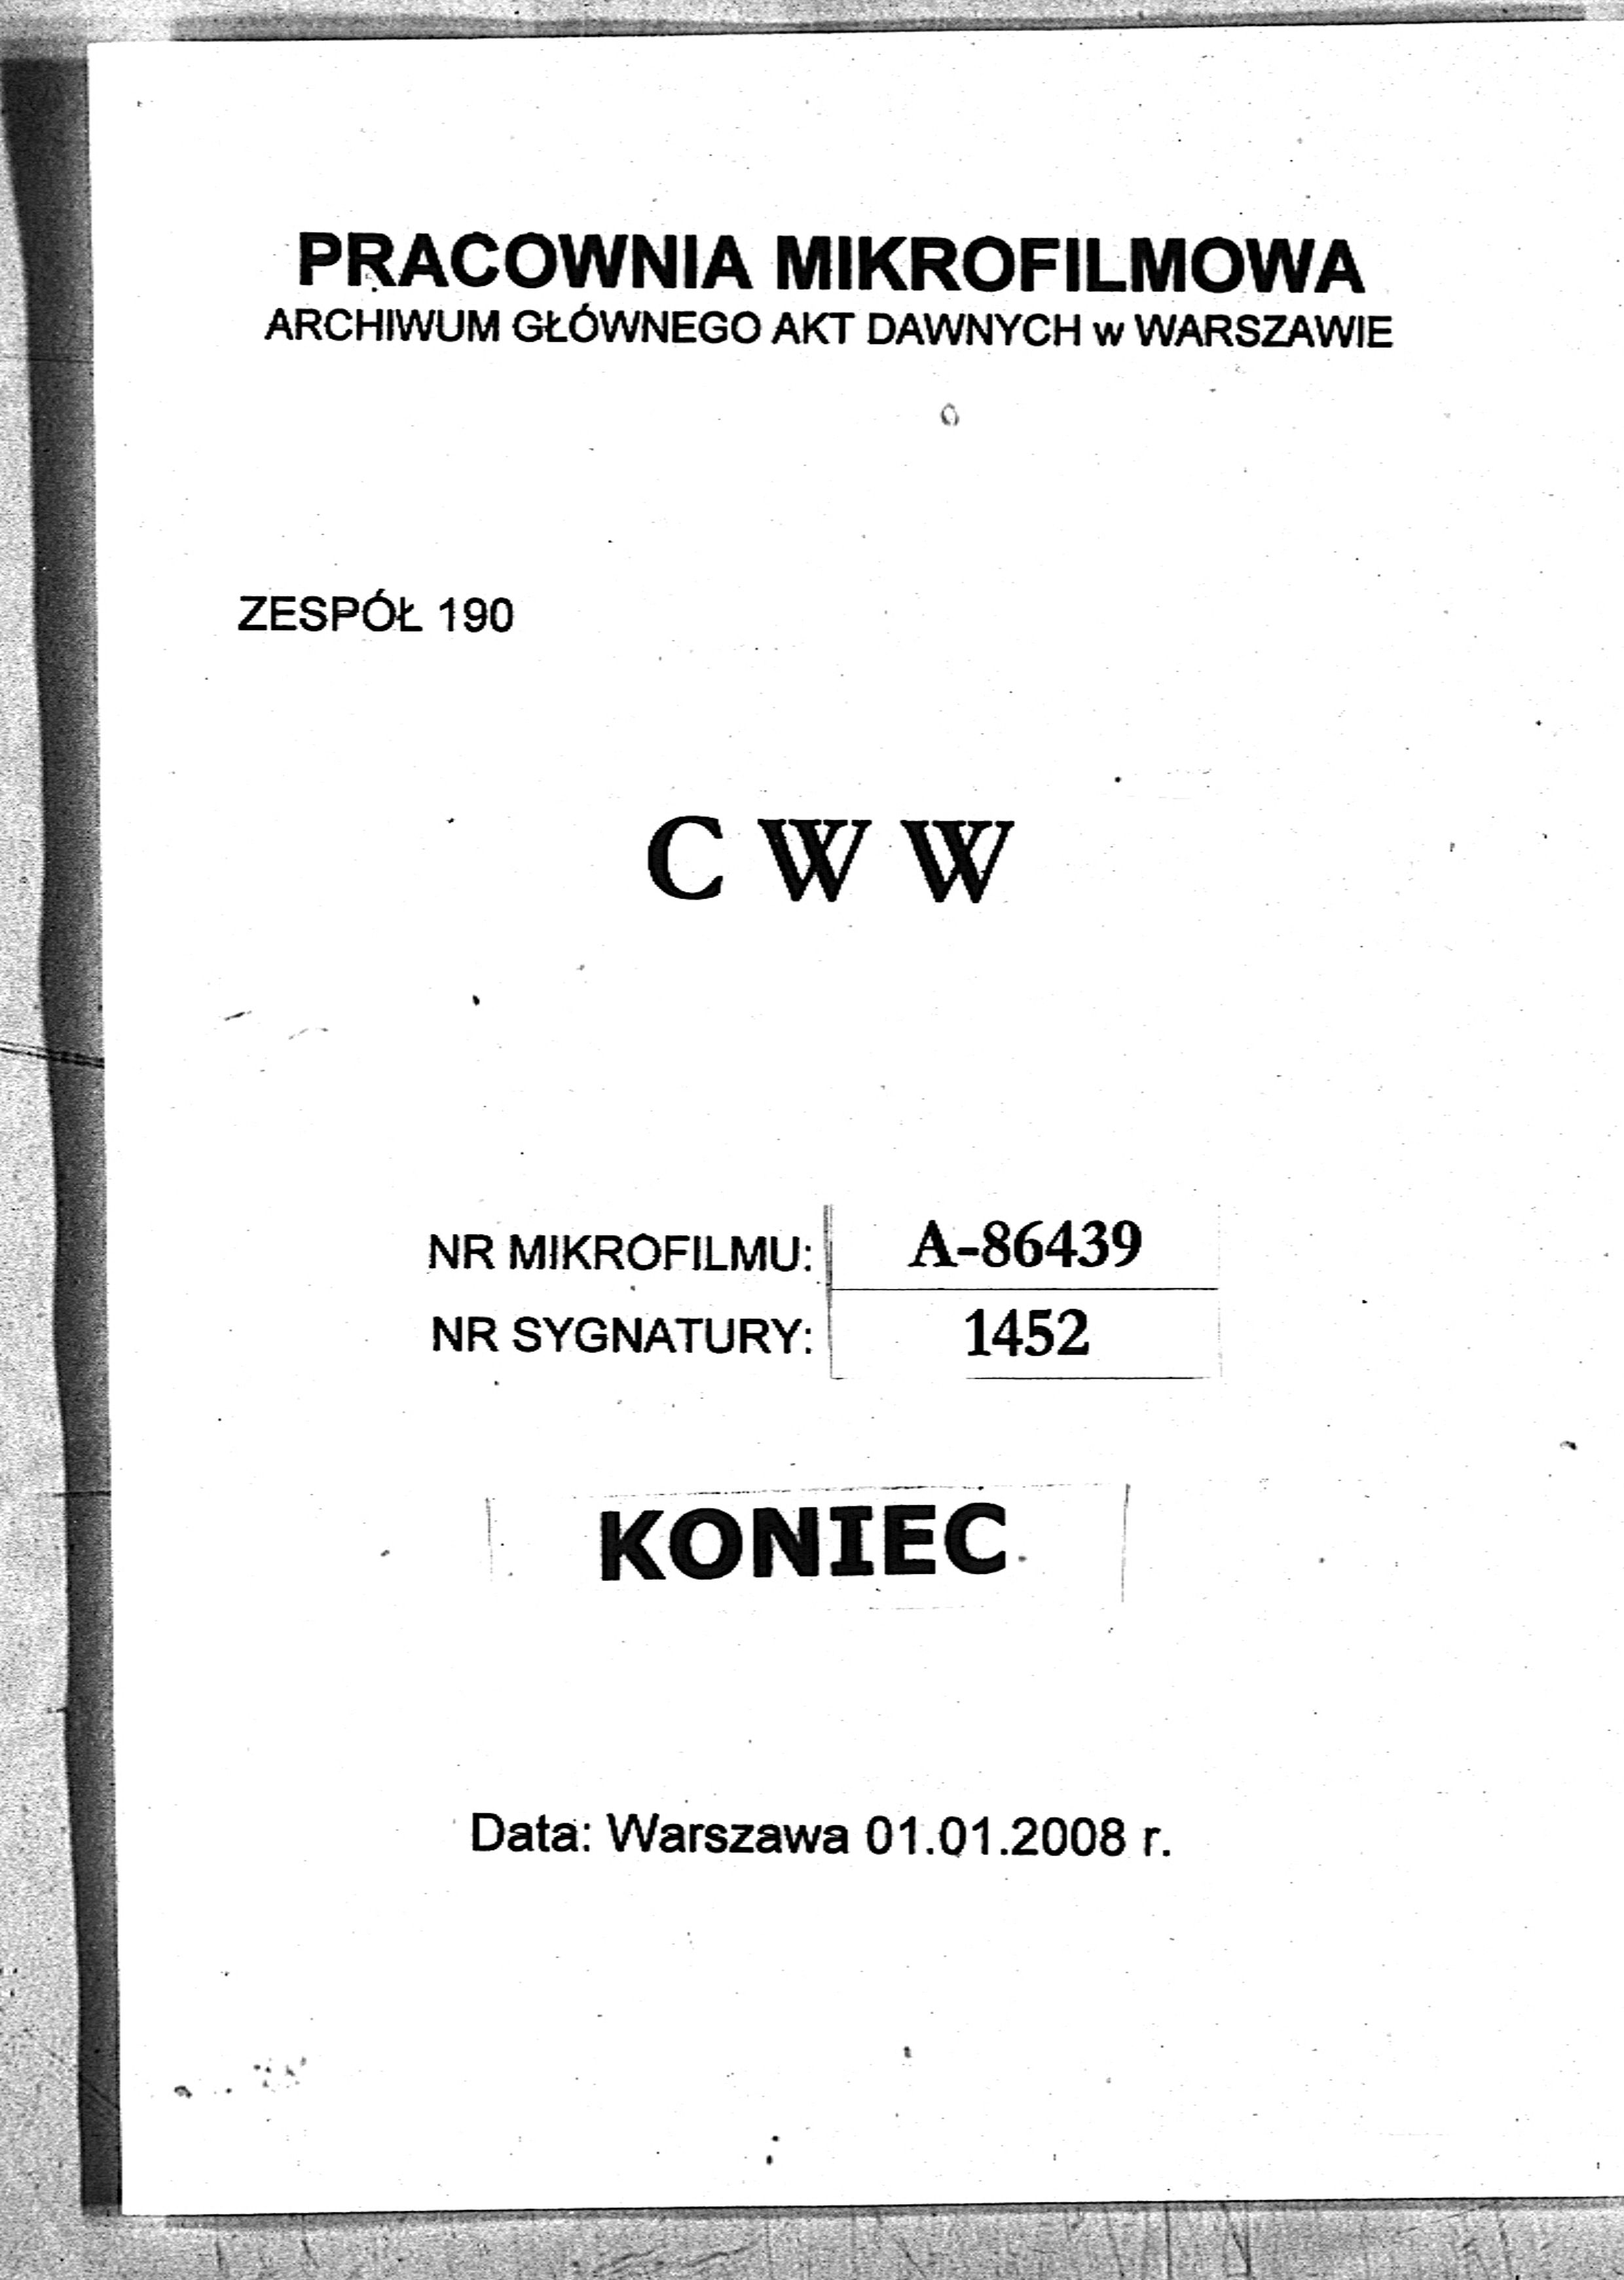 PRACOWNIA MIKROFILMOWA
ARCHIWUM GŁÓWNEGO AKT DAWNYCH w WARSZAWIE
ZESPÓŁ 190
C W W
NR MIKROFILMU: A-86439
NR SYGNATURY: 1452
KONIEC
Data: Warszawa 01.01.2008 r.